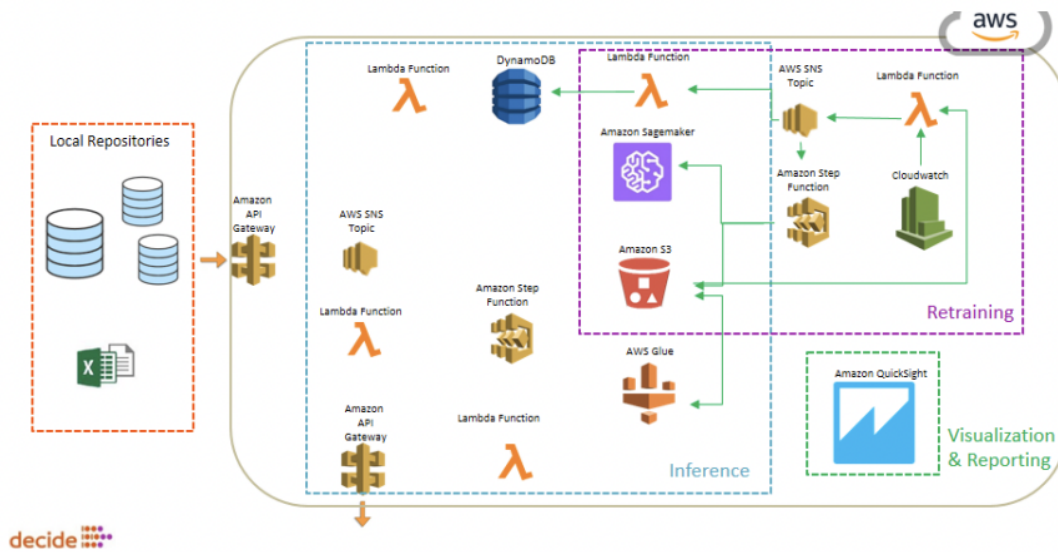 aws
Local Repositories
Amazon
API
Gateway
Lambda Function
DynamoDB
Lambda Function
AWS SNS
Topic
Lambda Function
Amazon Sagemaker
Amazon Step
Function
Cloudwatch
AWS SNS
Topic
Amazon S3
Amazon Step
Function
Lambda Function
Retraining
AWS Glue
Amazon QuickSight
Amazon
API
Gateway
Lambda Function
Inference
Visualization
& Reporting
X
decide